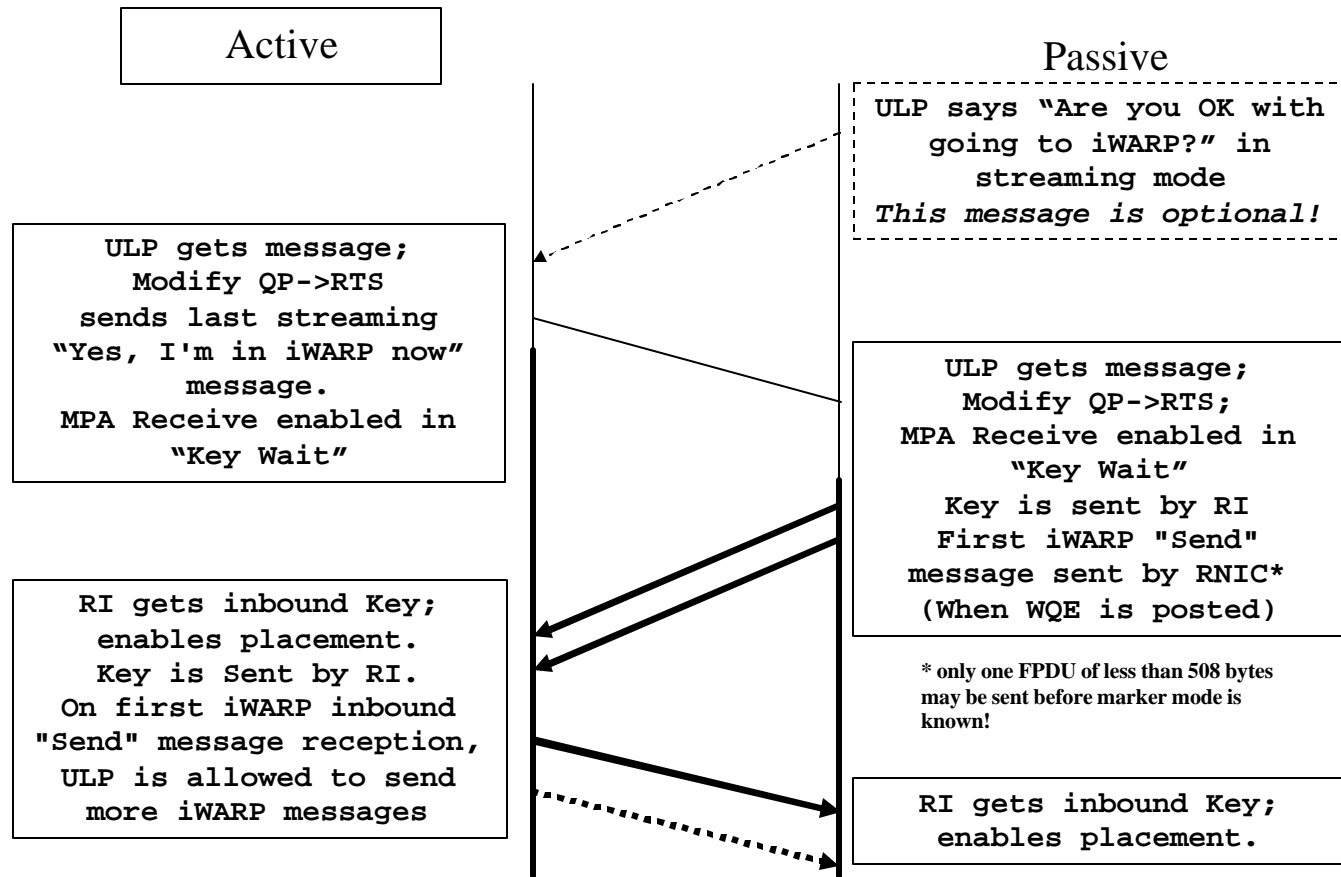 Active
Passive
ULP says “Are you OK with
going to iWARP?” in
streaming mode
This message is optional!
ULP gets message;
Modify QP->RTS
sends last streaming
“Yes, I'm in iWARP now”
message.
MPA Receive enabled in
“Key Wait”
ULP gets message;
Modify QP->RTS;
MPA Receive enabled in
“Key Wait”
Key is sent by RI
First iWARP "Send"
message sent by RNIC*
(When WQE is posted)
RI gets inbound Key;
enables placement.
Key is Sent by RI.
On first iWARP inbound
"Send" message reception,
ULP is allowed to send
more iWARP messages
* only one FPDU of less than 508 bytes
may be sent before marker mode is
known!
RI gets inbound Key;
enables placement.